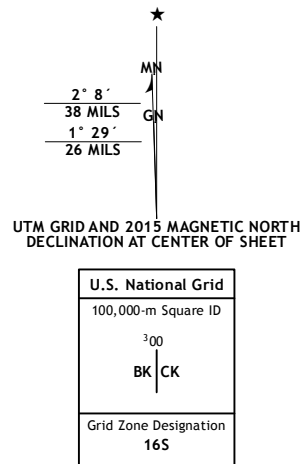 ★
MN
2° 8´
38 MILS
GN
1° 29´
26 MILS
UTM GRID AND 2015 MAGNETIC NORTH
DECLINATION AT CENTER OF SHEET
U.S. National Grid
100,000-m Square ID
³00
BK CK
Grid Zone Designation
16S